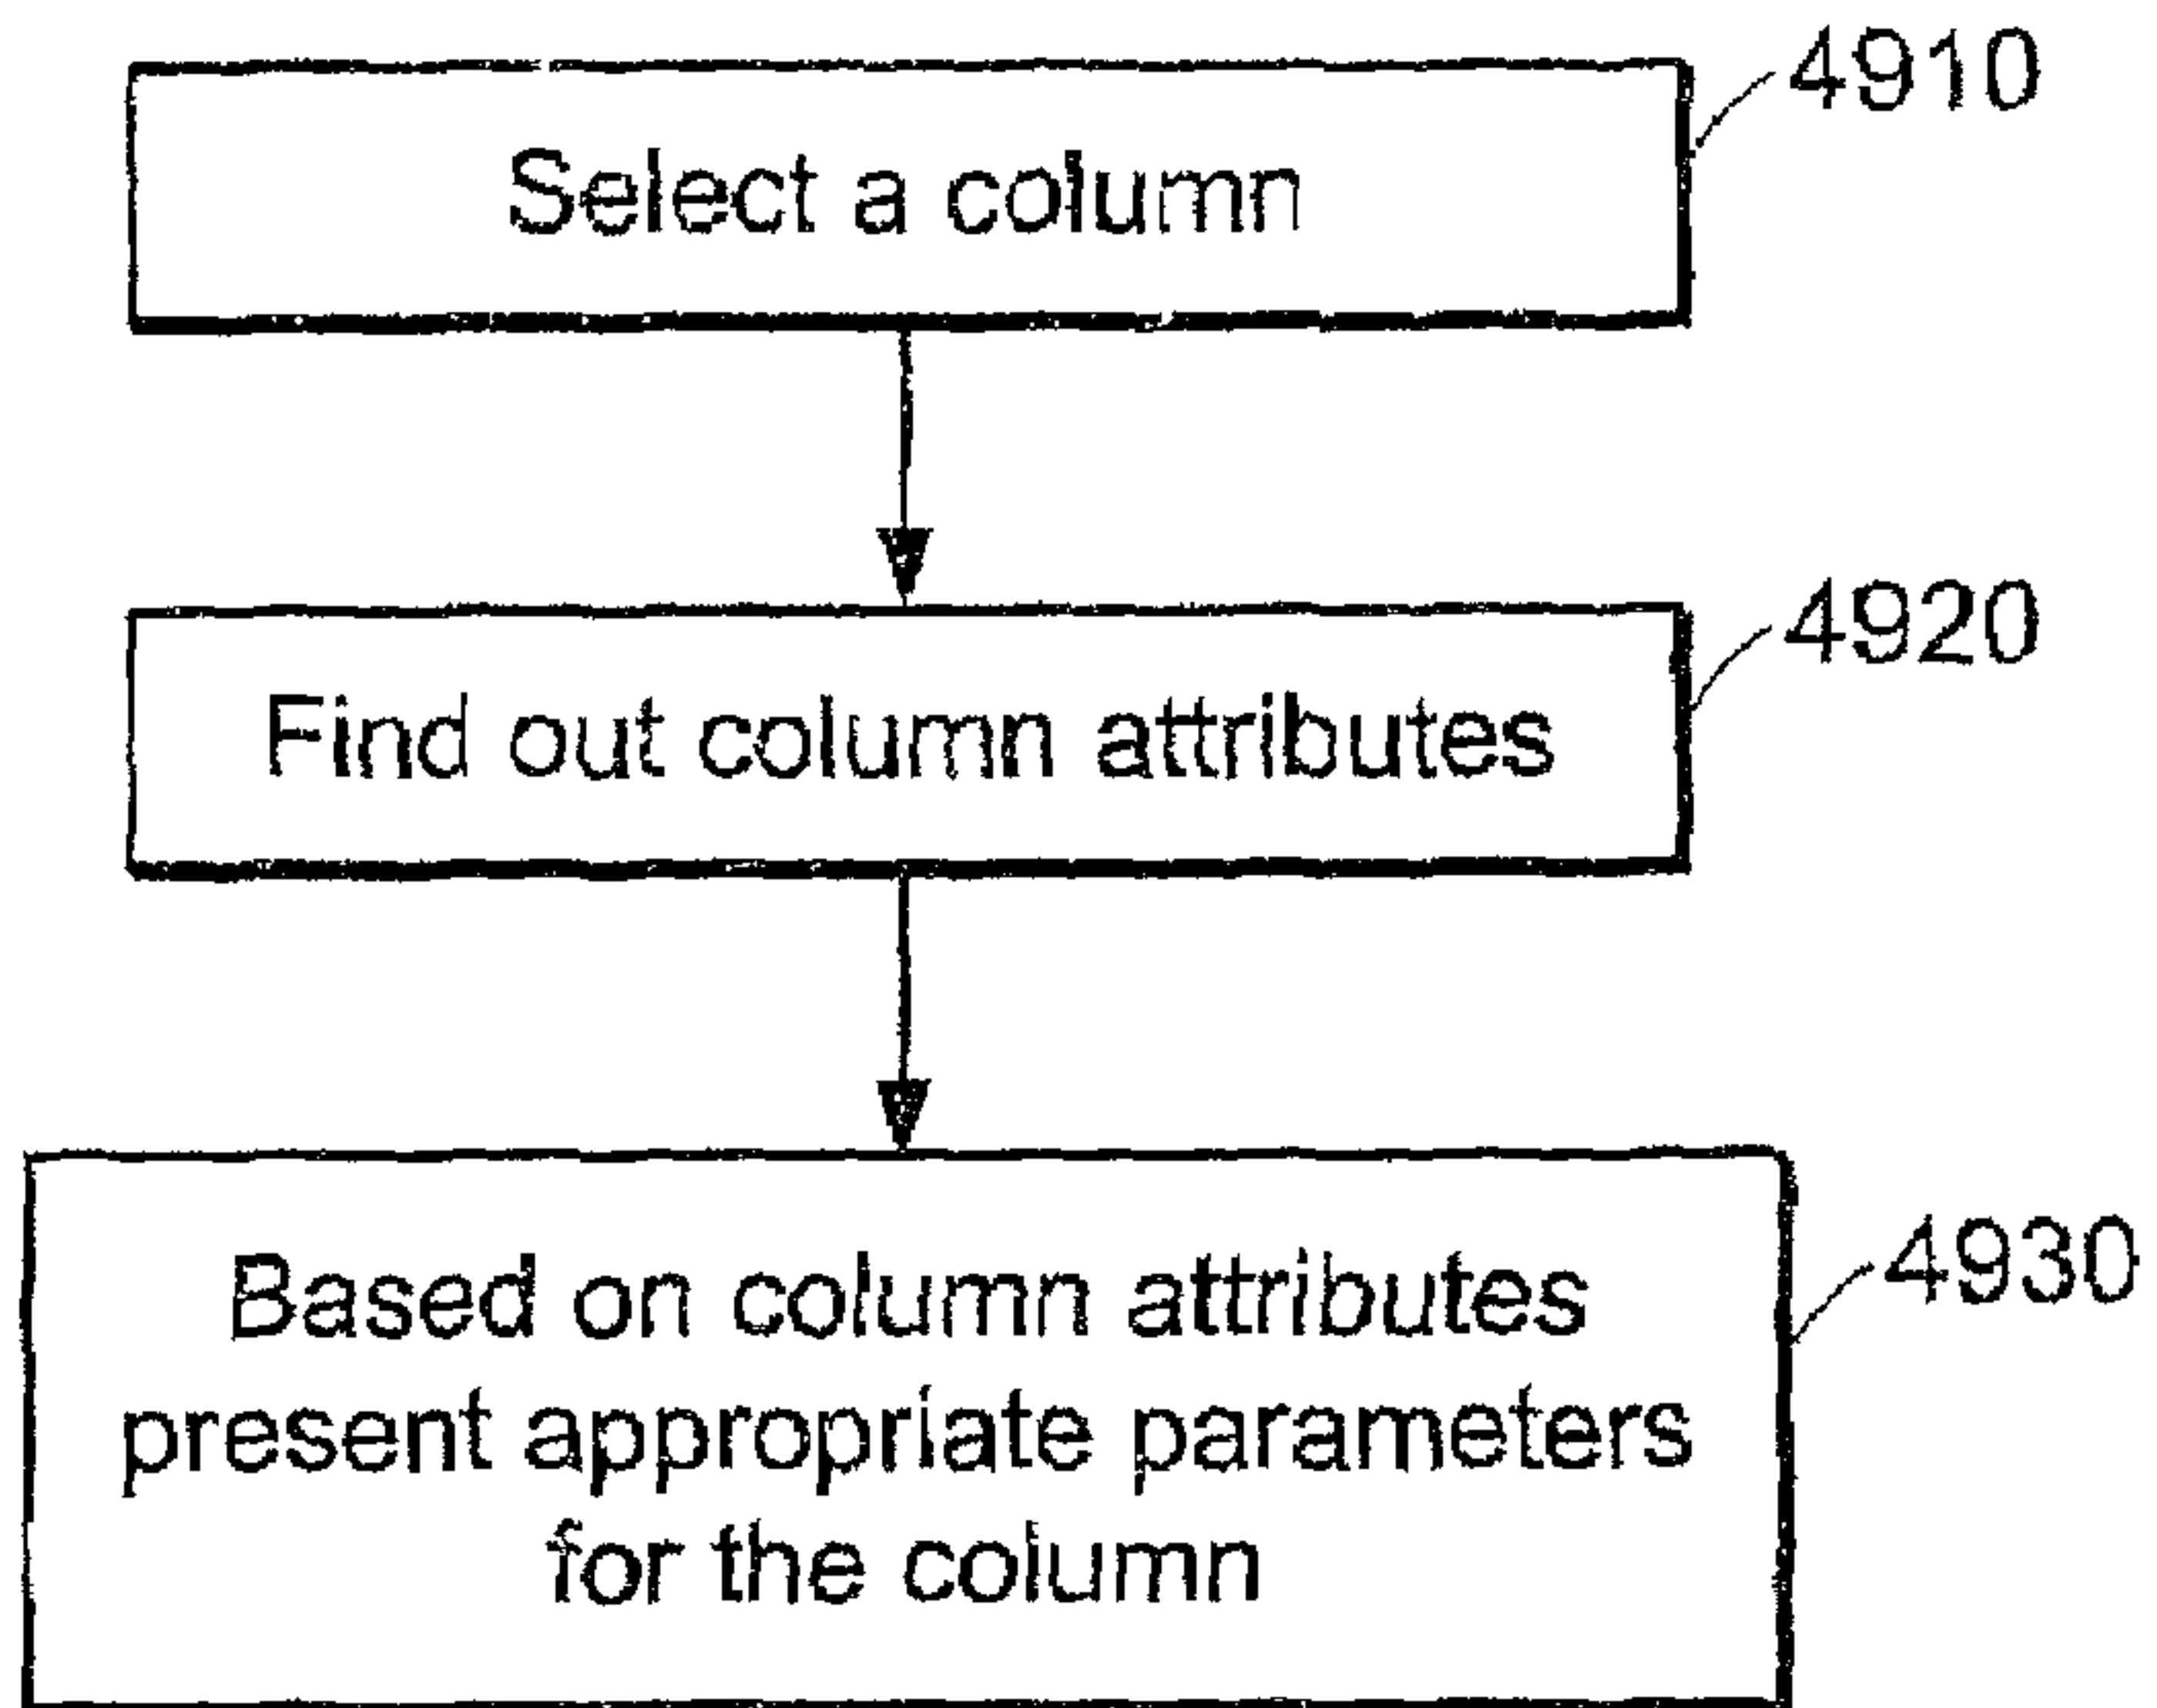 4910
Select a column
4920
Find out column attributes
4930
Based on column attributes
present appropriate parameters
for the column